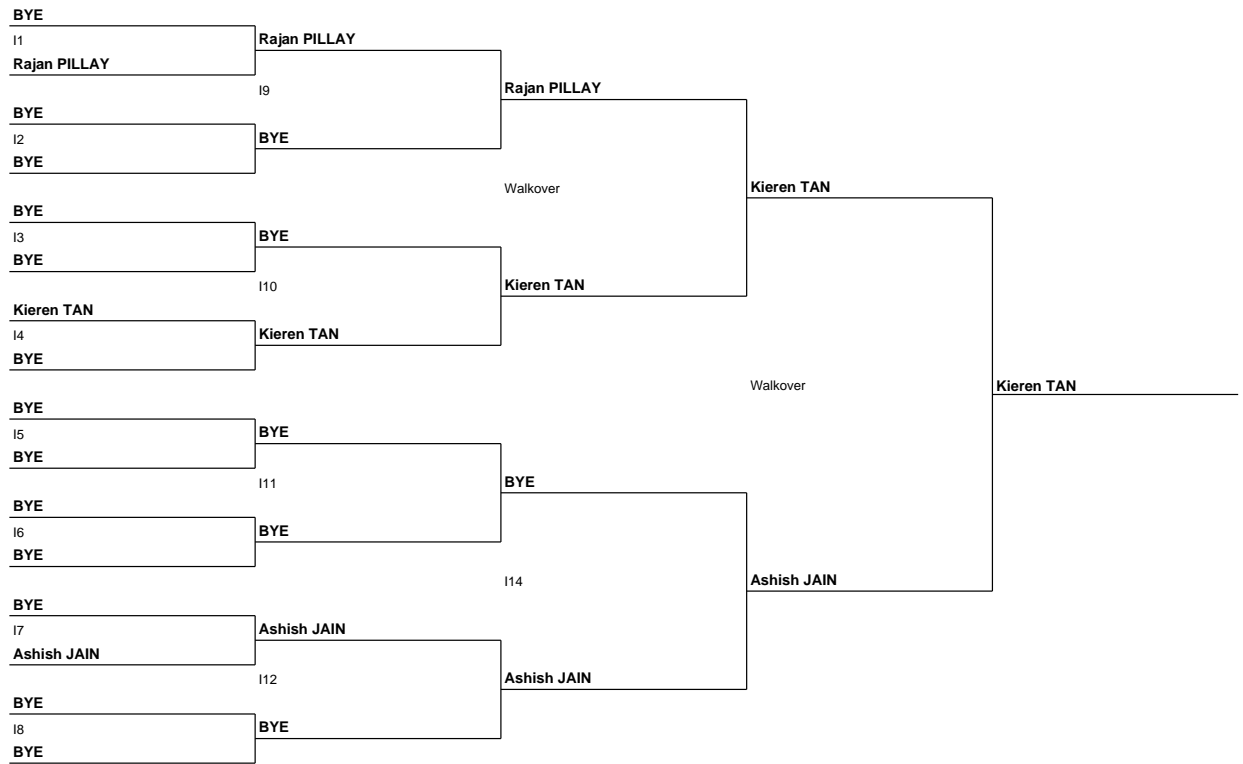 BYE
I1
Rajan PILLAY
Rajan PILLAY
I9
Rajan PILLAY
BYE
I2
BYE
BYE
Walkover
Kieren TAN
BYE
I3
BYE
BYE
I10
Kieren TAN
Kieren TAN
I4
Kieren TAN
BYE
Walkover
Kieren TAN
BYE
I5
BYE
BYE
I11
BYE
BYE
I6
BYE
BYE
I14
Ashish JAIN
BYE
I7
Ashish JAIN
Ashish JAIN
I12
Ashish JAIN
BYE
I8
BYE
BYE